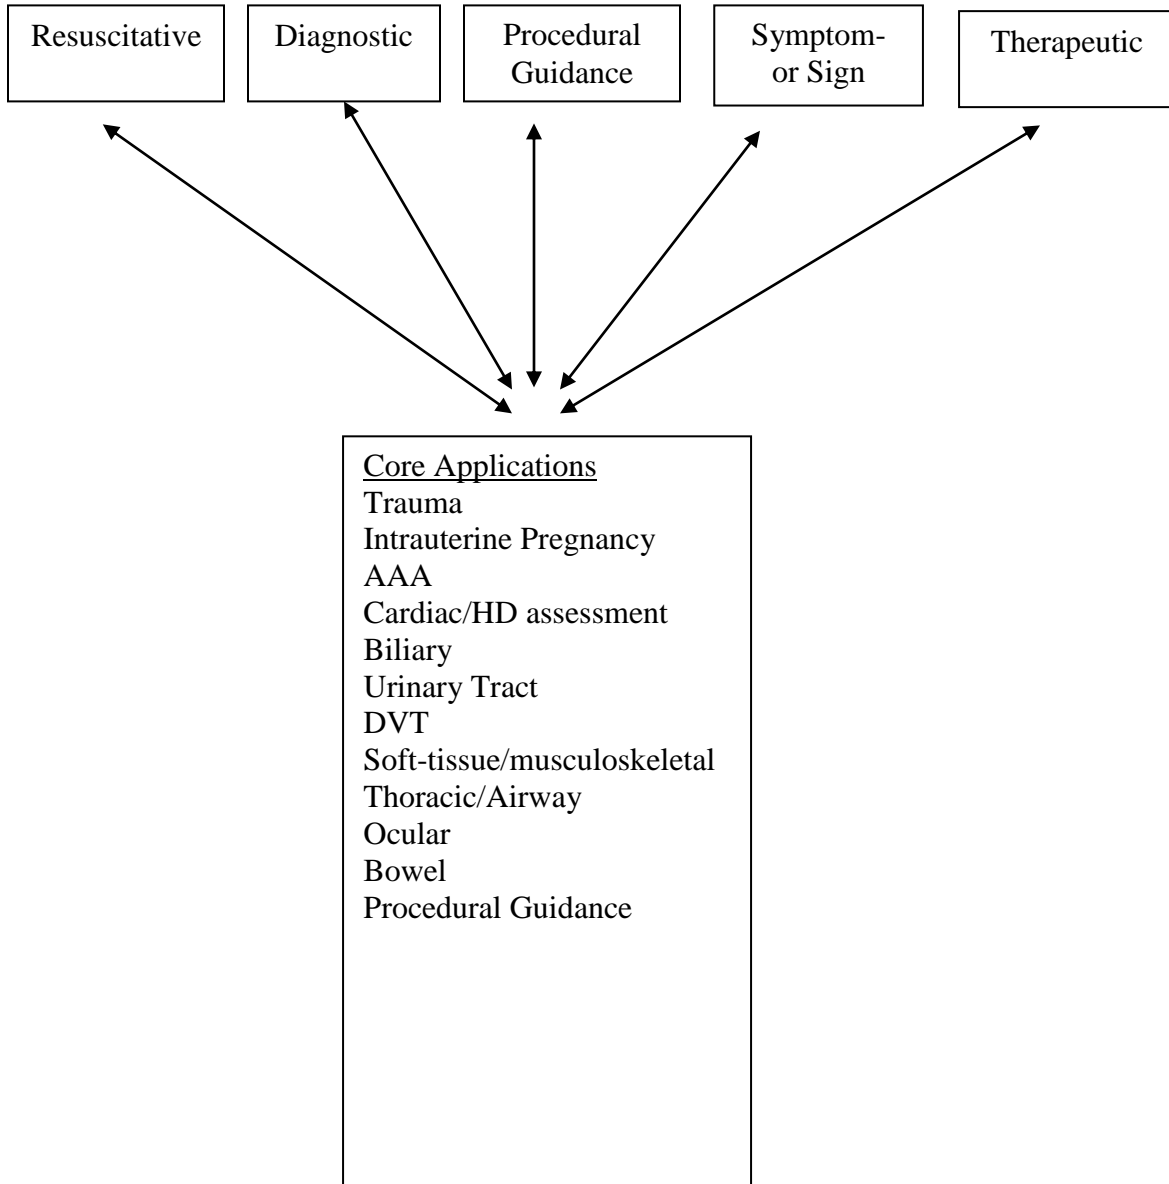 Resuscitative
Diagnostic
Procedural
Guidance
Symptom-
or Sign
Therapeutic
Core Applications
Trauma
Intrauterine Pregnancy
AAA
Cardiac/HD assessment
Biliary
Urinary Tract
DVT
Soft-tissue/musculoskeletal
Thoracic/Airway
Ocular
Bowel
Procedural Guidance